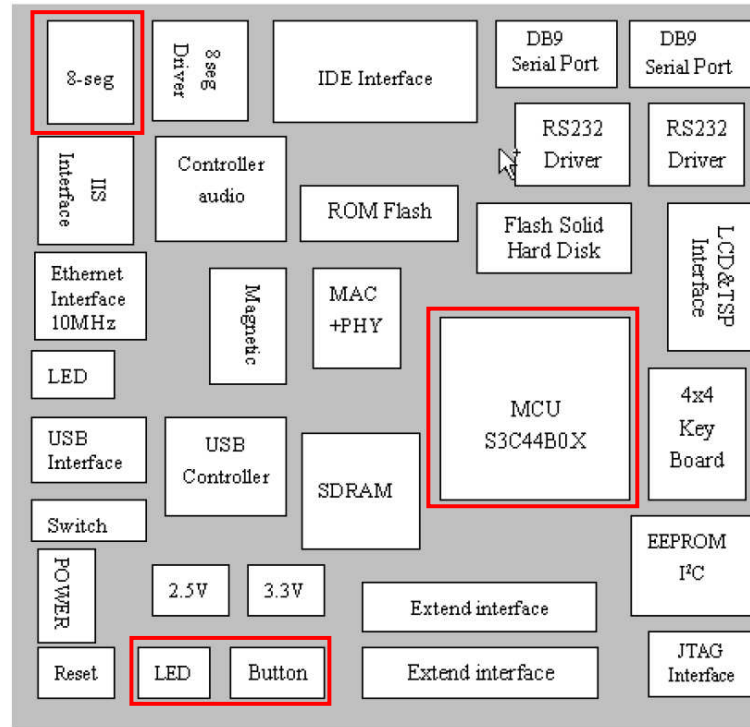 8-seg
8-seg
Driver
IDE Interface
DB9
Serial Port
DB9
Serial Port
RS232
Driver
RS232
Driver
IIS
Interface
Controller
audio
ROM Flash
Flash Solid
Hard Disk
LCD&TSP
Interface
Ethernet
Interface
10MHz
Magnetic
MAC
+PHY
MCU
S3C44B0X
LED
4x4
Key
Board
USB
Interface
USB
Controller
SDRAM
Switch
EEPROM
I²C
POWER
2.5V
3.3V
Extend interface
Reset
LED
Button
Extend interface
JTAG
Interface